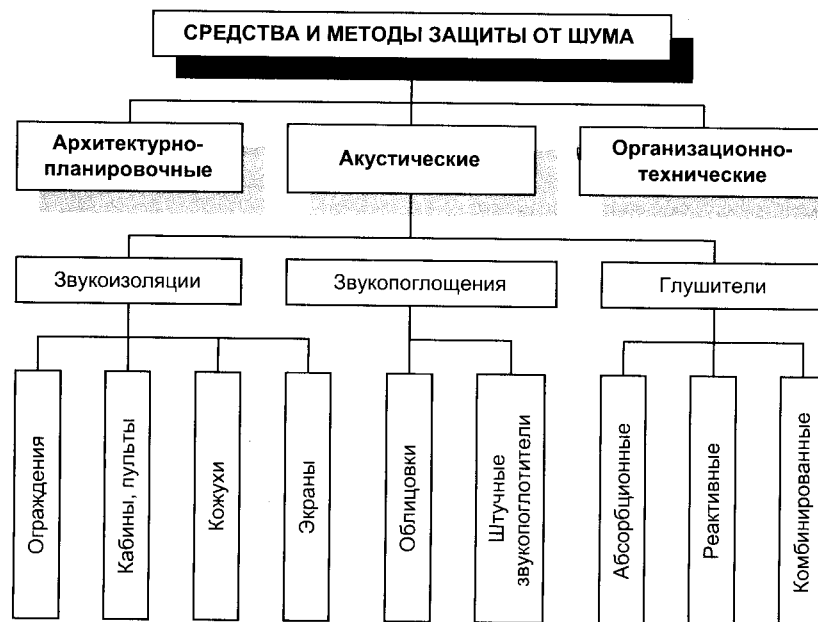 СРЕДСТВА И МЕТОДЫ ЗАЩИТЫ ОТ ШУМА
Архитектурно-
планировочные
Акустические
Организационно-
технические
Звукоизоляции
Звукопоглощения
Глушители
Ограждения
Кабины, пульты
Кожухи
Экраны
Облицовки
Штучные
звукопоглотители
Абсорбционные
Реактивные
Комбинированные